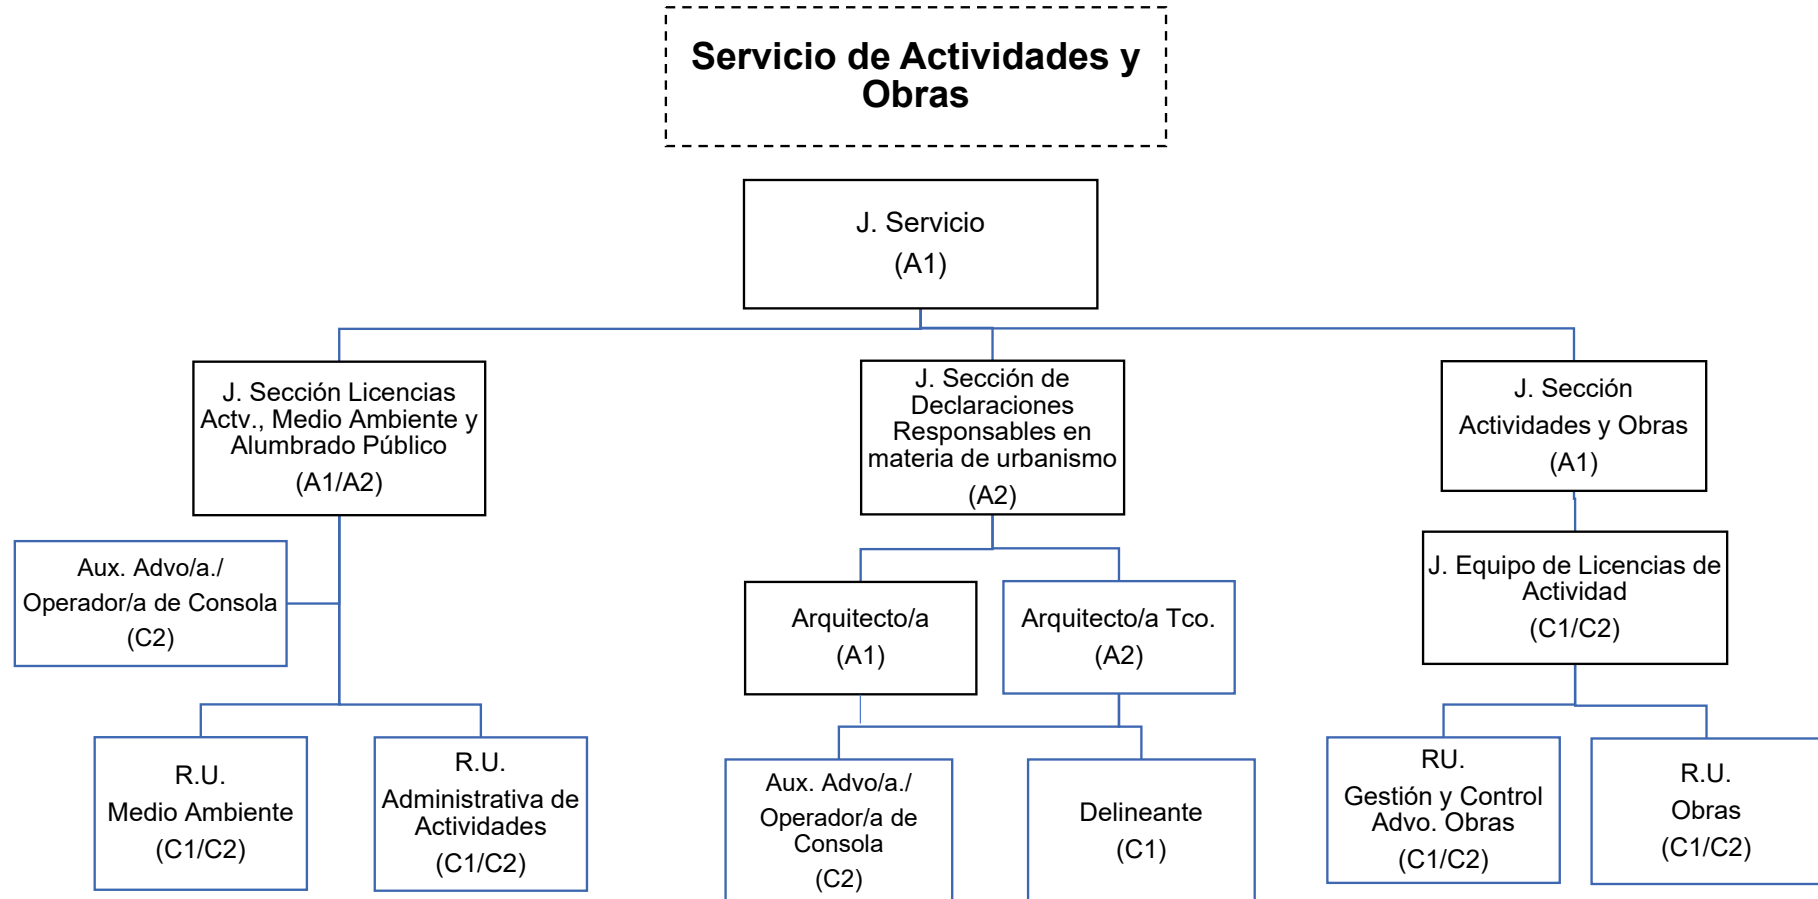 Servicio de Actividades y
Obras
J. Servicio
(A1)
J. Sección Licencias
Actv., Medio Ambiente y
Alumbrado Público
(A1/A2)
J. Sección de
Declaraciones
Responsables en
materia de urbanismo
(A2)
J. Sección
Actividades y Obras
(A1)
Aux. Advo/a./
Operador/a de Consola
(C2)
Arquitecto/a
(A1)
Arquitecto/a Tco.
(A2)
J. Equipo de Licencias de
Actividad
(C1/C2)
R.U.
Medio Ambiente
(C1/C2)
R.U.
Administrativa de
Actividades
(C1/C2)
Aux. Advo/a./
Operador/a de
Consola
(C2)
Delineante
(C1)
RU.
Gestión y Control
Advo. Obras
(C1/C2)
R.U.
Obras
(C1/C2)